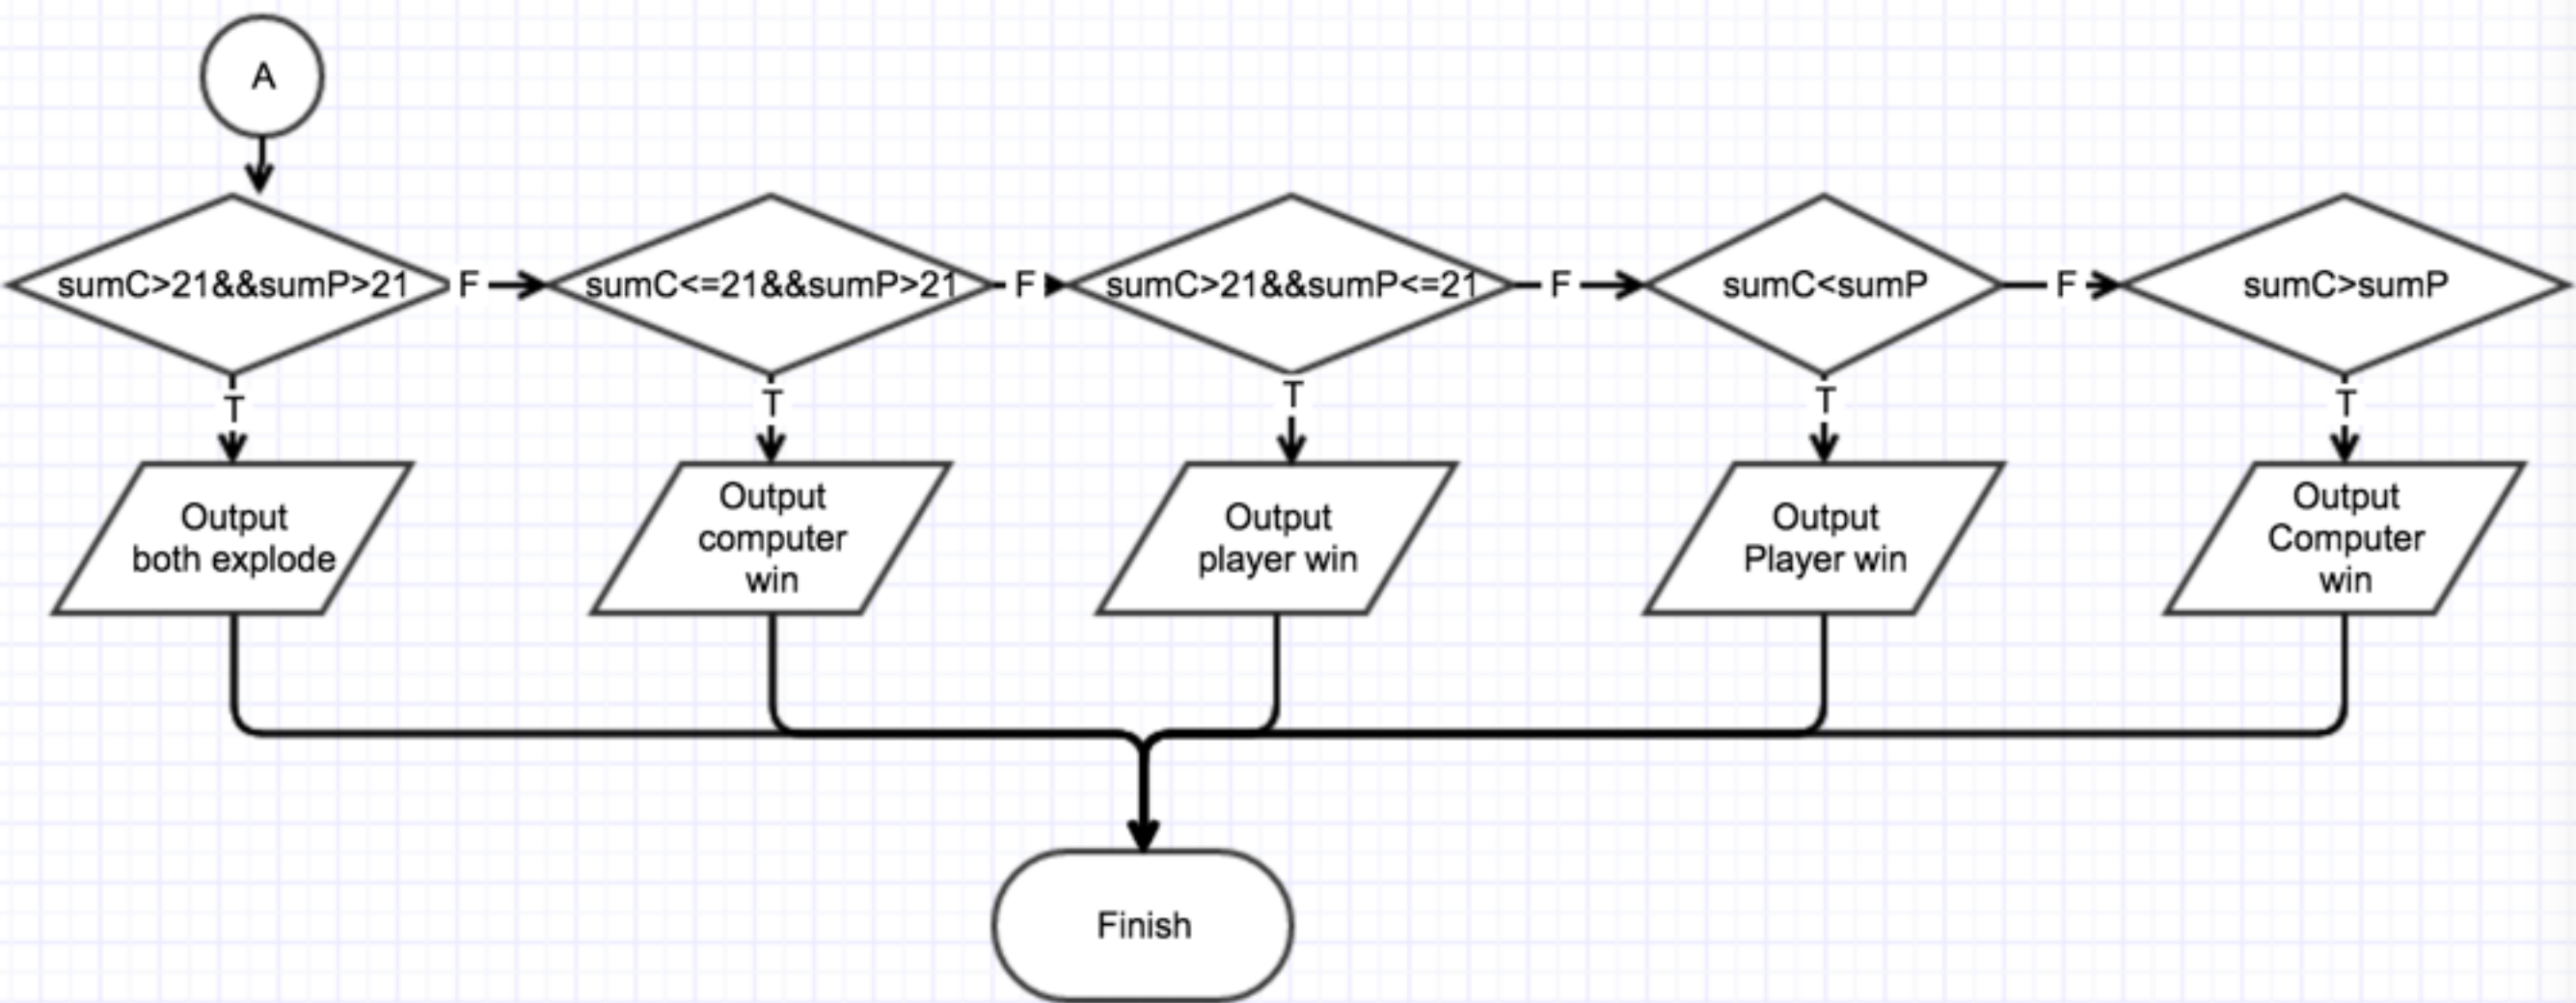 A
sumC>21&&sumP>21
F
sumC<=21&&sumP>21
F
sumC>21&&sumP<=21
F
sumC<sumP
F
sumC>sumP
T
T
T
T
T
Output
both explode
Output
computer
win
Output
player win
Output
Player win
Output
Computer
win
Finish